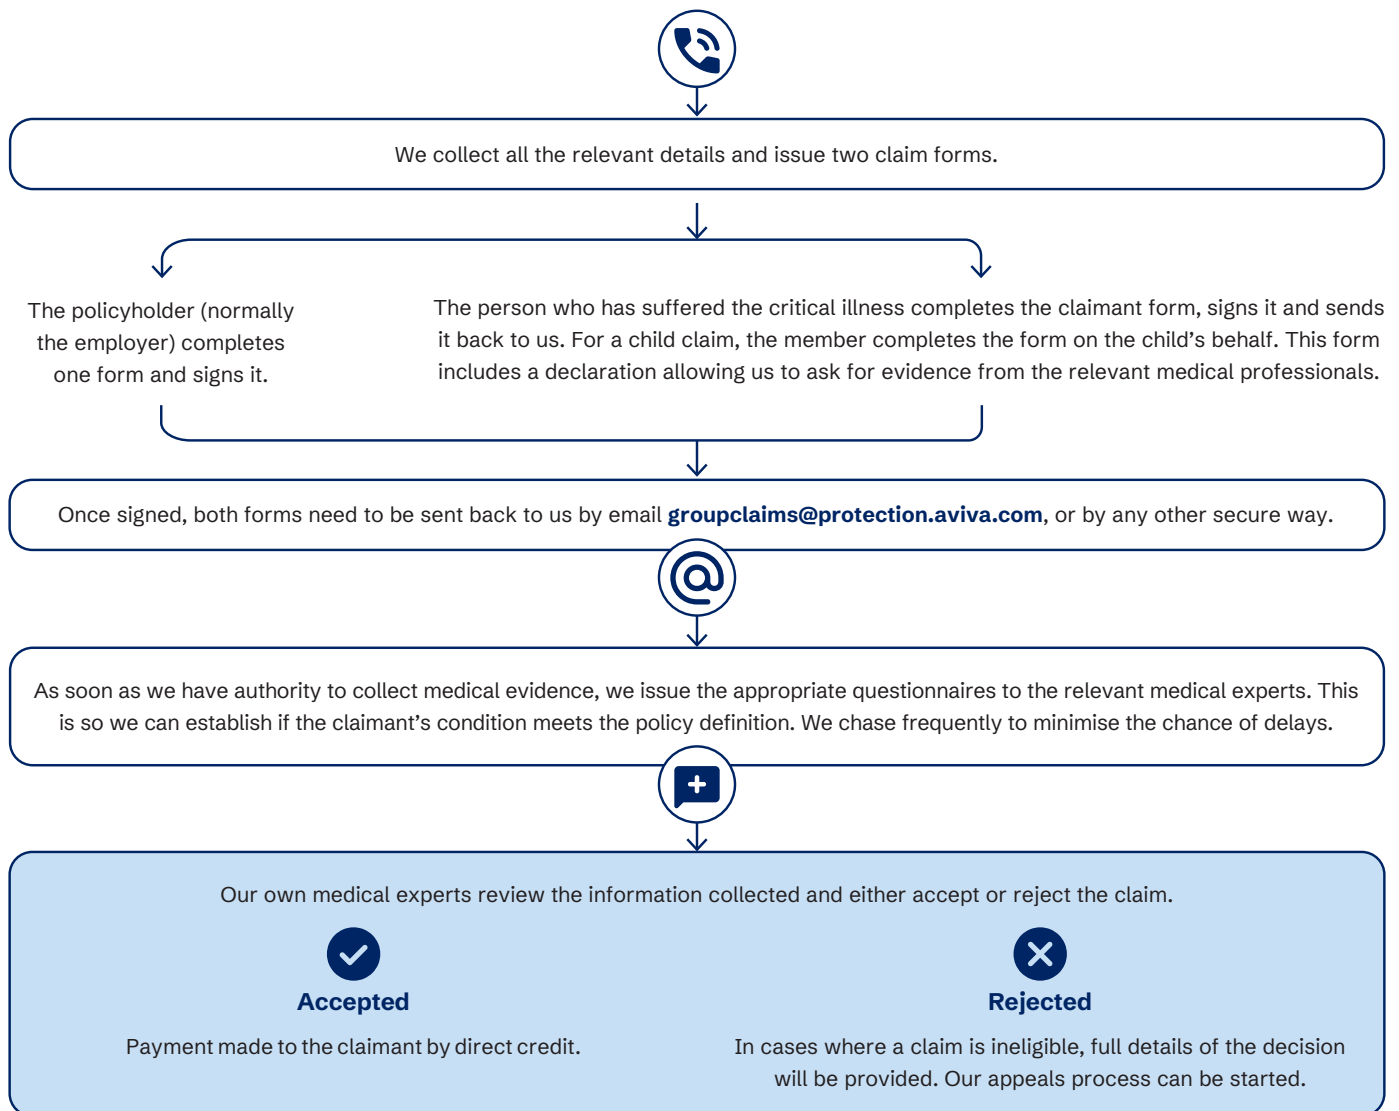 We collect all the relevant details and issue two claim forms.
The policyholder (normally
the employer) completes
one form and signs it.
The person who has suffered the critical illness completes the claimant form, signs it and sends
it back to us. For a child claim, the member completes the form on the child’s behalf. This form
includes a declaration allowing us to ask for evidence from the relevant medical professionals.
Once signed, both forms need to be sent back to us by email groupclaims@protection.aviva.com, or by any other secure way.
As soon as we have authority to collect medical evidence, we issue the appropriate questionnaires to the relevant medical experts. This
is so we can establish if the claimant’s condition meets the policy definition. We chase frequently to minimise the chance of delays.
Our own medical experts review the information collected and either accept or reject the claim.
Accepted
Payment made to the claimant by direct credit.
Rejected
In cases where a claim is ineligible, full details of the decision
will be provided. Our appeals process can be started.